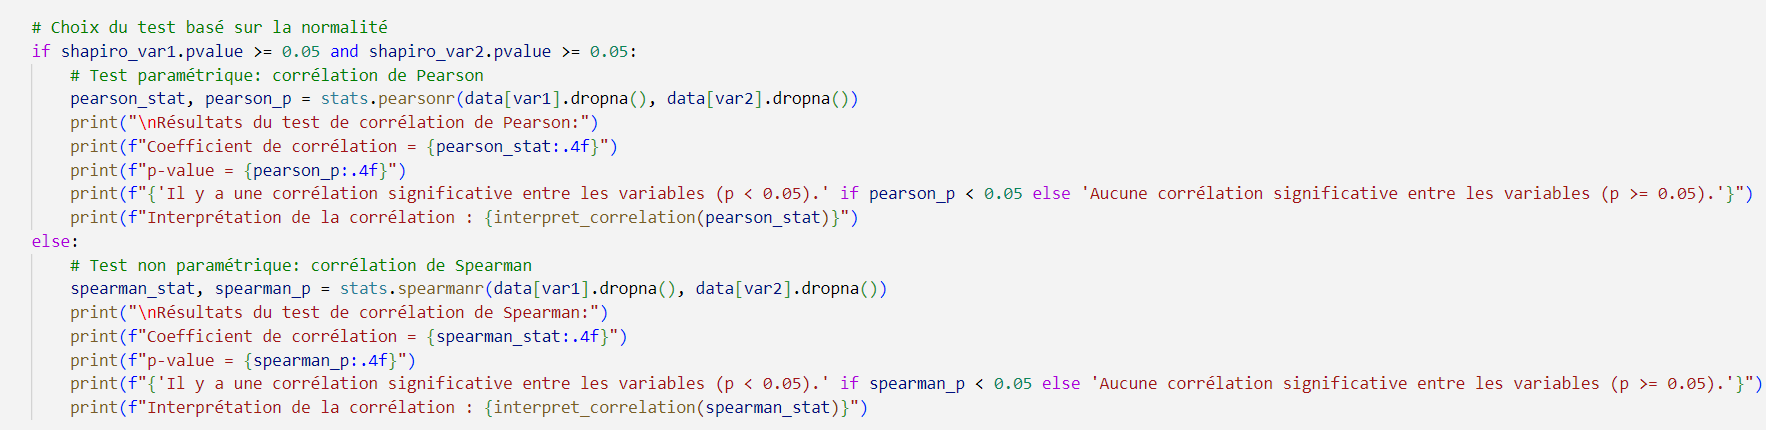 # Choix du test basé sur la normalité
if shapiro_var1.pvalue >= 0.05 and shapiro_var2.pvalue >= 0.05:
    # Test paramétrique: corrélation de Pearson
    pearson_stat, pearson_p = stats.pearsonr(data[var1].dropna(), data[var2].dropna())
    print("\nRésultats du test de corrélation de Pearson:")
    print(f"Coefficient de corrélation = {pearson_stat:.4f}")
    print(f"p-value = {pearson_p:.4f}")
    print(f"{'Il y a une corrélation significative entre les variables (p < 0.05).' if pearson_p < 0.05 else 'Aucune corrélation significative entre les variables (p >= 0.05).'}")
    print(f"Interprétation de la corrélation : {interpret_correlation(pearson_stat)}")
else:
    # Test non paramétrique: corrélation de Spearman
    spearman_stat, spearman_p = stats.spearmanr(data[var1].dropna(), data[var2].dropna())
    print("\nRésultats du test de corrélation de Spearman:")
    print(f"Coefficient de corrélation = {spearman_stat:.4f}")
    print(f"p-value = {spearman_p:.4f}")
    print(f"{'Il y a une corrélation significative entre les variables (p < 0.05).' if spearman_p < 0.05 else 'Aucune corrélation significative entre les variables (p >= 0.05).'}")
    print(f"Interprétation de la corrélation : {interpret_correlation(spearman_stat)}")